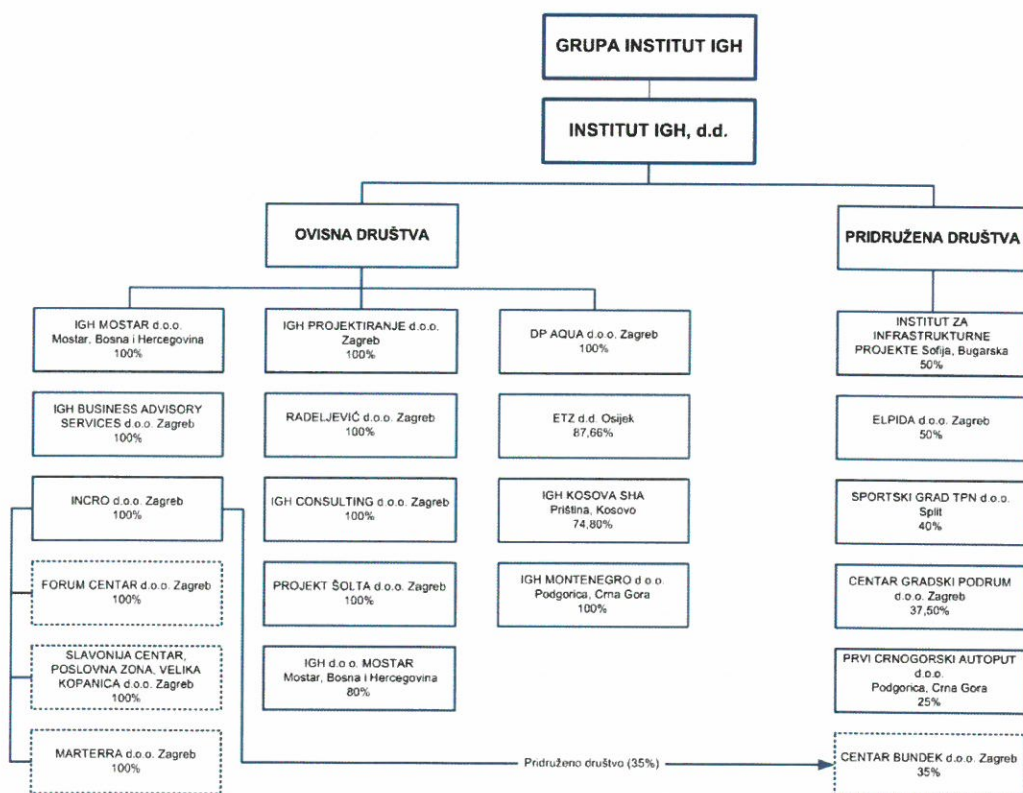 GRUPA INSTITUT IGH
INSTITUT IGH, d.d.
OVISNA DRUŠTVA
PRIDRUŽENA DRUŠTVA
IGH MOSTAR d.o.o.
Mostar, Bosna i Hercegovina
100%
IGH BUSINESS ADVISORY
SERVICES d.o.o. Zagreb
100%
INCRO d.o.o. Zagreb
100%
FORUM CENTAR d.o.o. Zagreb
100%
SLAVONIJA CENTAR,
POSLOVNA ZONA, VELIKA
KOPANICA d.o.o. Zagreb
100%
MARTERRA d.o.o. Zagreb
100%
IGH PROJEKTIRANJE d.o.o.
Zagreb
100%
RADELJEVIĆ d.o.o. Zagreb
100%
IGH CONSULTING d.o.o. Zagreb
100%
PROJEKT ŠOLTA d.o.o. Zagreb
100%
IGH d.o.o. MOSTAR
Mostar, Bosna i Hercegovina
80%
DP AQUA d.o.o. Zagreb
100%
ETZ d.d. Osijek
87,66%
IGH KOSOVA SHA
Priština, Kosovo
74,80%
IGH MONTENEGRO d.o.o.
Podgorica, Crna Gora
100%
INSTITUT ZA
INFRASTRUKTURNE
PROJEKTE Sofija, Bugarska
50%
ELPIDA d.o.o. Zagreb
50%
SPORTSKI GRAD TPN d.o.o.
Split
40%
CENTAR GRADSKI PODRUM
d.o.o. Zagreb
37,50%
PRVI CRNOGORSKI AUTOPUT
d.o.o.
Podgorica, Crna Gora
25%
Pridruženo društvo (35%)
CENTAR BUNDEK d.o.o. Zagreb
35%